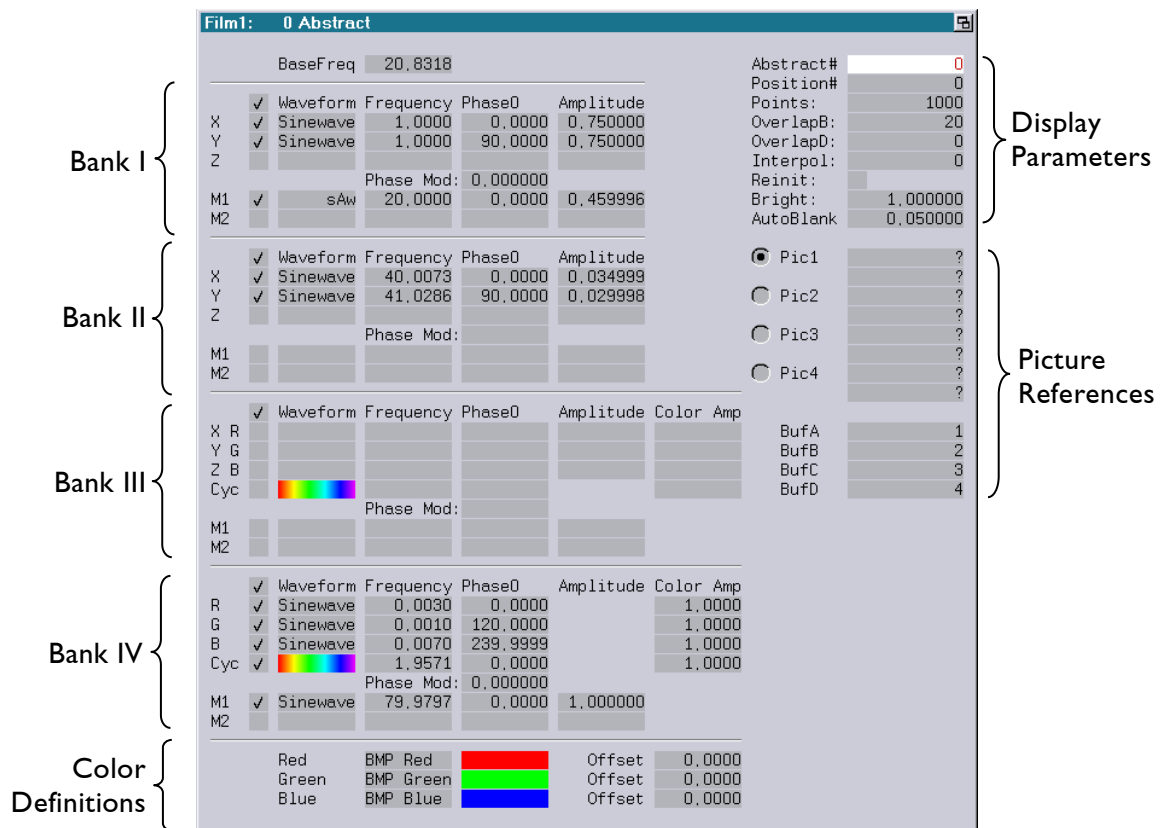 Film1: 0 Abstract
BaseFreq 20,8318
Bank I
✓ Waveform Frequency Phase0 Amplitude
X ✓ Sinewave 1,0000 0,0000 0,750000
Y ✓ Sinewave 1,0000 90,0000 0,750000
Z
Phase Mod: 0,000000
M1 ✓ sAw 20,0000 0,0000 0,459996
M2
Bank II
✓ Waveform Frequency Phase0 Amplitude
X ✓ Sinewave 40,0073 0,0000 0,034999
Y ✓ Sinewave 41,0286 90,0000 0,029998
Z
Phase Mod:
M1
M2
Bank III
✓ Waveform Frequency Phase0 Amplitude Color Amp
X R
Y G
Z B
Cyc
Phase Mod:
M1
M2
Bank IV
✓ Waveform Frequency Phase0 Amplitude Color Amp
R ✓ Sinewave 0,0030 0,0000 1,0000
G ✓ Sinewave 0,0010 120,0000 1,0000
B ✓ Sinewave 0,0070 239,9999 1,0000
Cyc ✓ 1,9571 0,0000 1,0000
Phase Mod: 0,000000
M1 ✓ Sinewave 79,9797 0,0000 1,000000
M2
Color
Definitions
Red BMP Red Offset 0,0000
Green BMP Green Offset 0,0000
Blue BMP Blue Offset 0,0000
Abstract# 0
Position# 0
Points: 1000
OverlapB: 20
OverlapD: 0
Interpol: 0
Reinit:
Bright: 1,000000
AutoBlank 0,050000
Display
Parameters
Pic1 ?
?
Pic2 ?
?
Pic3 ?
?
Pic4 ?
?
BufA 1
BufB 2
BufC 3
BufD 4
Picture
References